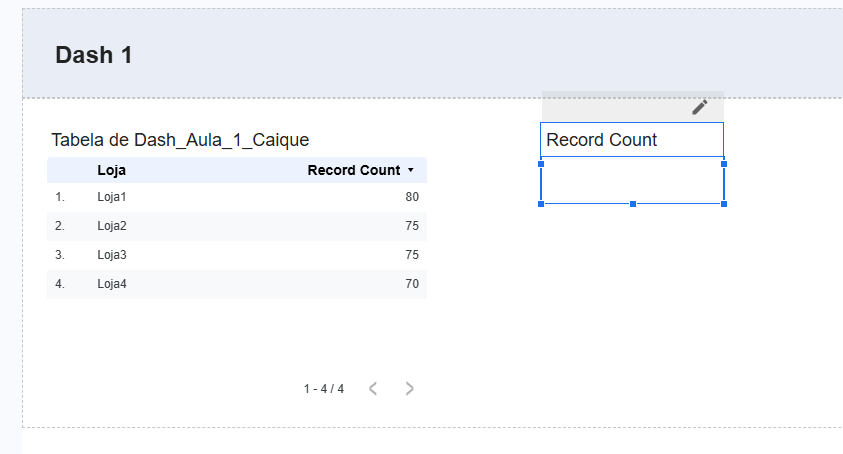 Dash 1
Tabela de Dash_Aula_1_Caique
Loja Record Count
1. Loja1 80
2. Loja2 75
3. Loja3 75
4. Loja4 70
1 - 4 / 4
Record Count